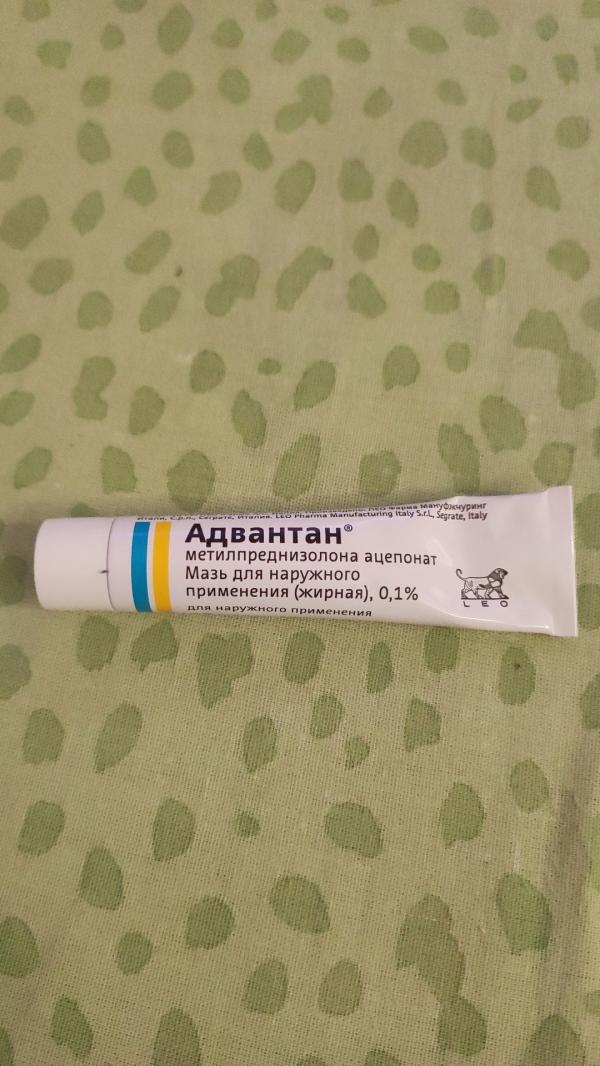 Италия. LEO Pharma Manufacturing Italy S.r.l., Segrate, Italy
Адвантан®
метилпреднизолона ацепонат
Мазь для наружного
применения (жирная), 0,1%
для наружного применения
LEO